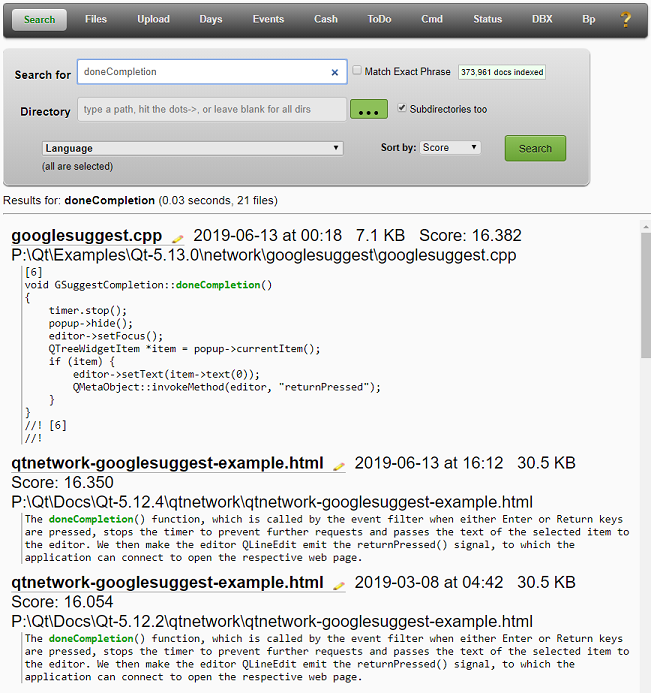 Search Files Upload Days Events Cash ToDo Cmd Status DBX Bp ?
Search for doneCompletion × Match Exact Phrase 373,961 docs indexed
Directory type a path, hit the dots->, or leave blank for all dirs ... Subdirectories too
Language Sort by: Score Search
(all are selected)
Results for: doneCompletion (0.03 seconds, 21 files)
googlesuggest.cpp 2019-06-13 at 00:18 7.1 KB Score: 16.382
P:\Qt\Examples\Qt-5.13.0\network\googlesuggest\googlesuggest.cpp
[6]
void GSuggestCompletion::doneCompletion()
{
timer.stop();
popup->hide();
editor->setFocus();
QTreeWidgetItem *item = popup->currentItem();
if (item) {
editor->setText(item->text(0));
QMetaObject::invokeMethod(editor, "returnPressed");
}
}
//! [6]
//!
qtnetwork-googlesuggest-example.html 2019-06-13 at 16:12 30.5 KB
Score: 16.350
P:\Qt\Docs\Qt-5.12.4\qtnetwork\qtnetwork-googlesuggest-example.html
The doneCompletion() function, which is called by the event filter when either Enter or Return keys
are pressed, stops the timer to prevent further requests and passes the text of the selected item to
the editor. We then make the editor QLineEdit emit the returnPressed() signal, to which the
application can connect to open the respective web page.
qtnetwork-googlesuggest-example.html 2019-03-08 at 04:42 30.5 KB
Score: 16.054
P:\Qt\Docs\Qt-5.12.2\qtnetwork\qtnetwork-googlesuggest-example.html
The doneCompletion() function, which is called by the event filter when either Enter or Return keys
are pressed, stops the timer to prevent further requests and passes the text of the selected item to
the editor. We then make the editor QLineEdit emit the returnPressed() signal, to which the
application can connect to open the respective web page.